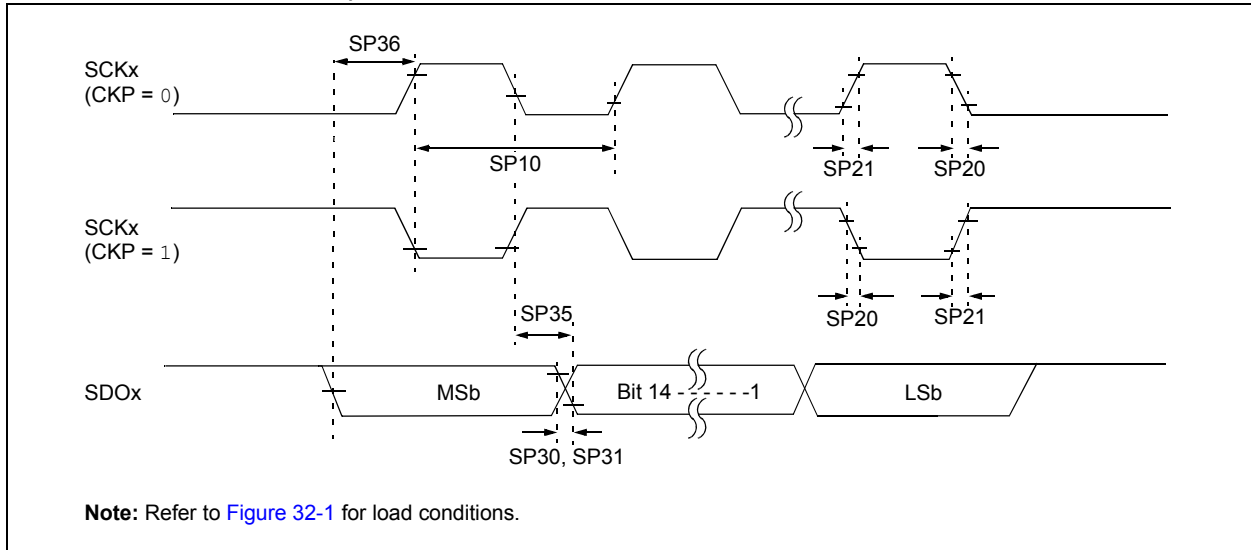 SP36
SCKx
(CKP = 0)
SP10
SP21
SP20
SCKx
(CKP = 1)
SP35
SP20
SP21
SDOx
MSb
Bit 14 - - - - - -1
LSb
SP30, SP31
Note: Refer to Figure 32-1 for load conditions.